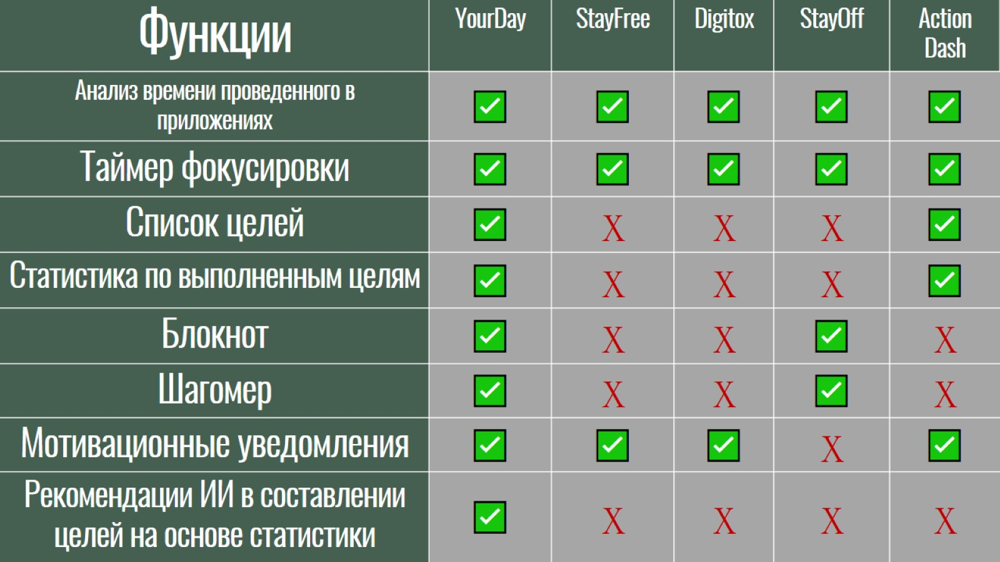 Функции YourDay StayFree Digitox StayOff Action
Dash
Анализ времени проведенного в
приложениях
Таймер фокусировки
Список целей X X X
Статистика по выполненным целям X X X
Блокнот X X X
Шагомер X X X
Мотивационные уведомления X
Рекомендации ИИ в составлении
целей на основе статистики X X X X